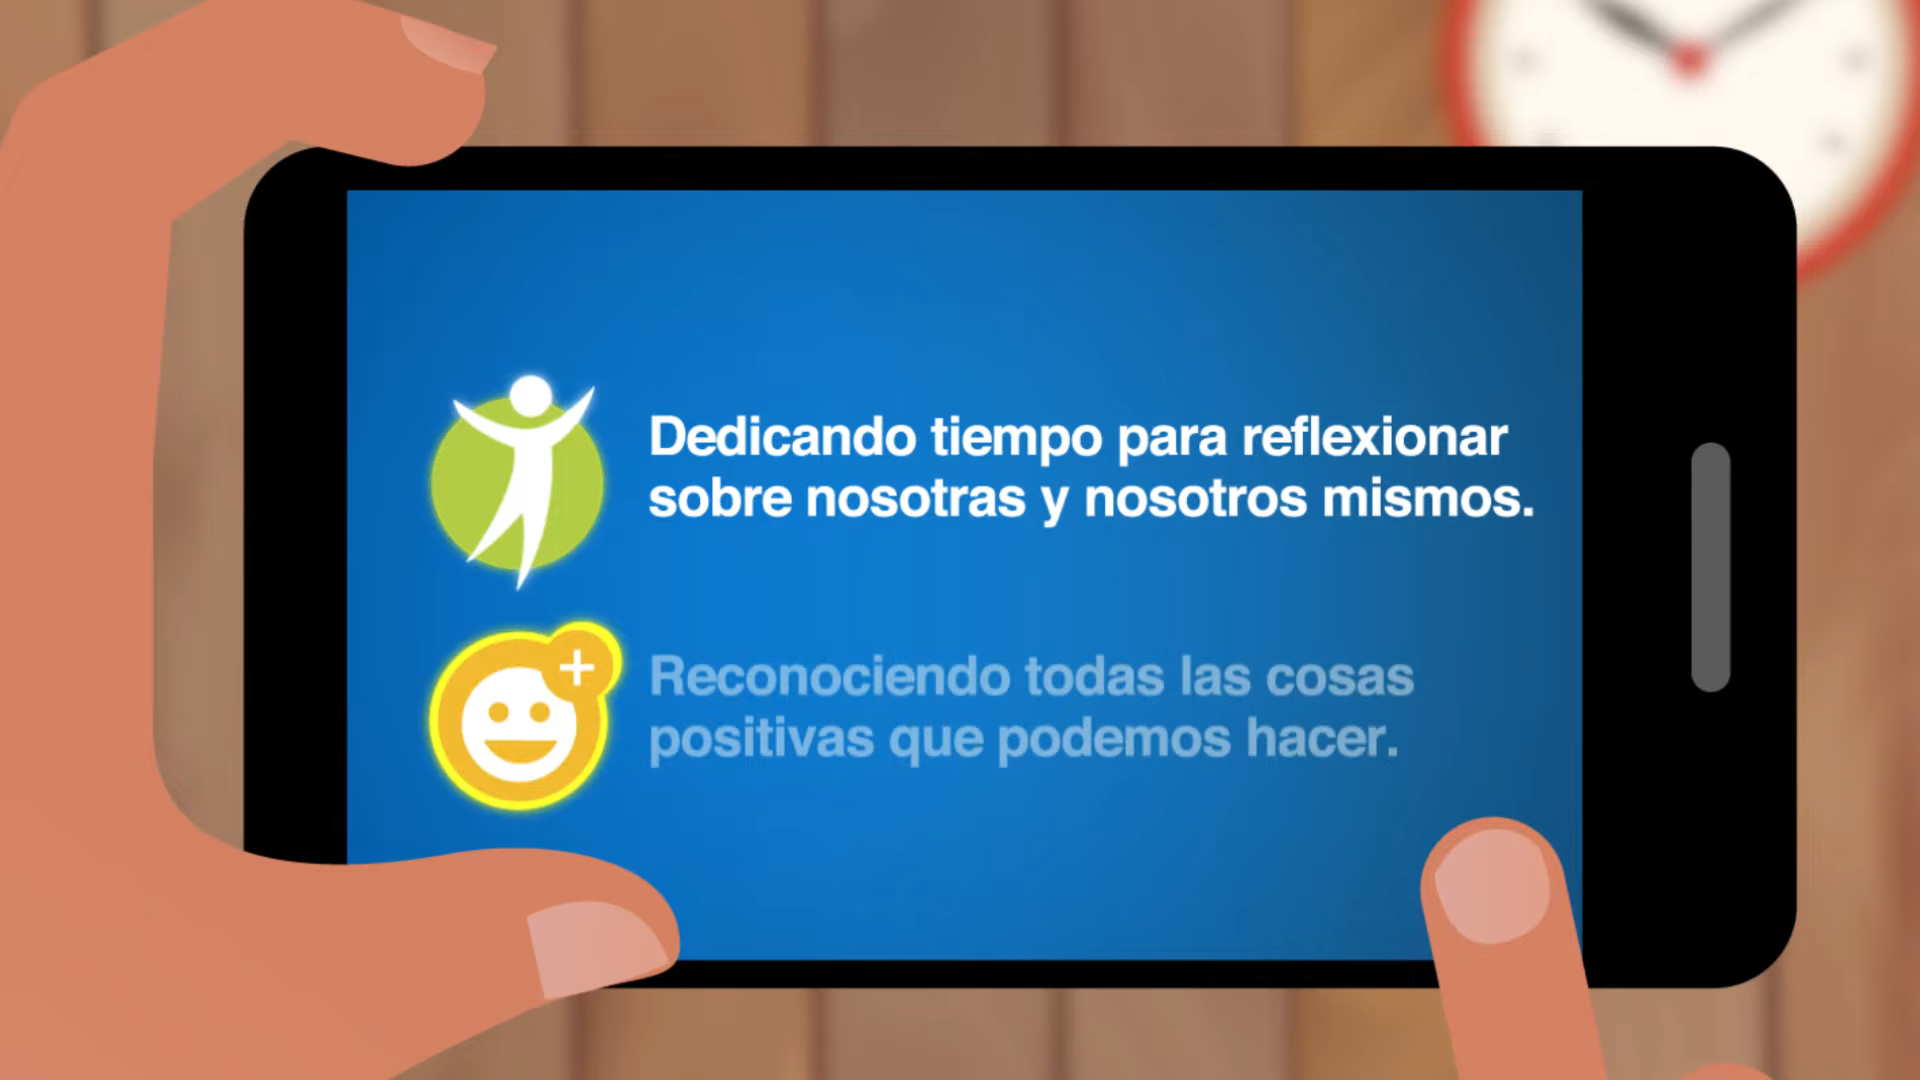 Dedicando tiempo para reflexionar
sobre nosotras y nosotros mismos.
Reconociendo todas las cosas
positivas que podemos hacer.